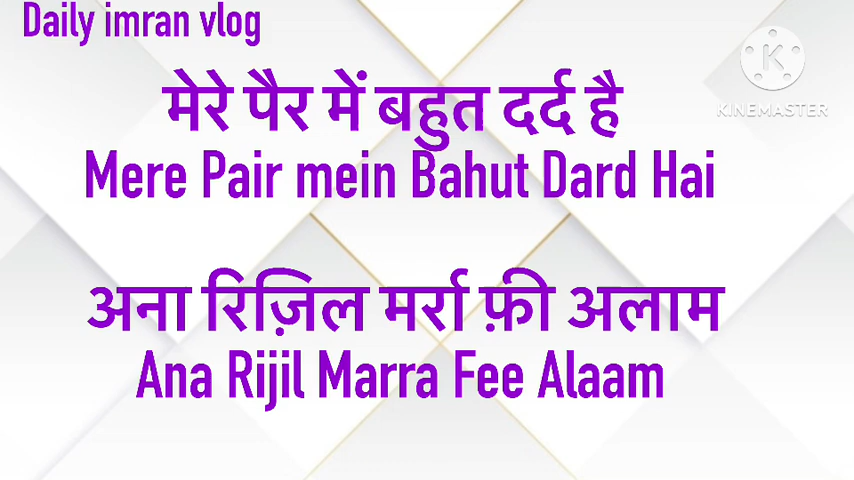 Daily imran vlog
KINEMASTER
मेरे पैर में बहुत दर्द है
Mere Pair mein Bahut Dard Hai
अना रिज़िल मर्रा फ़ी अलाम
Ana Rijil Marra Fee Alaam